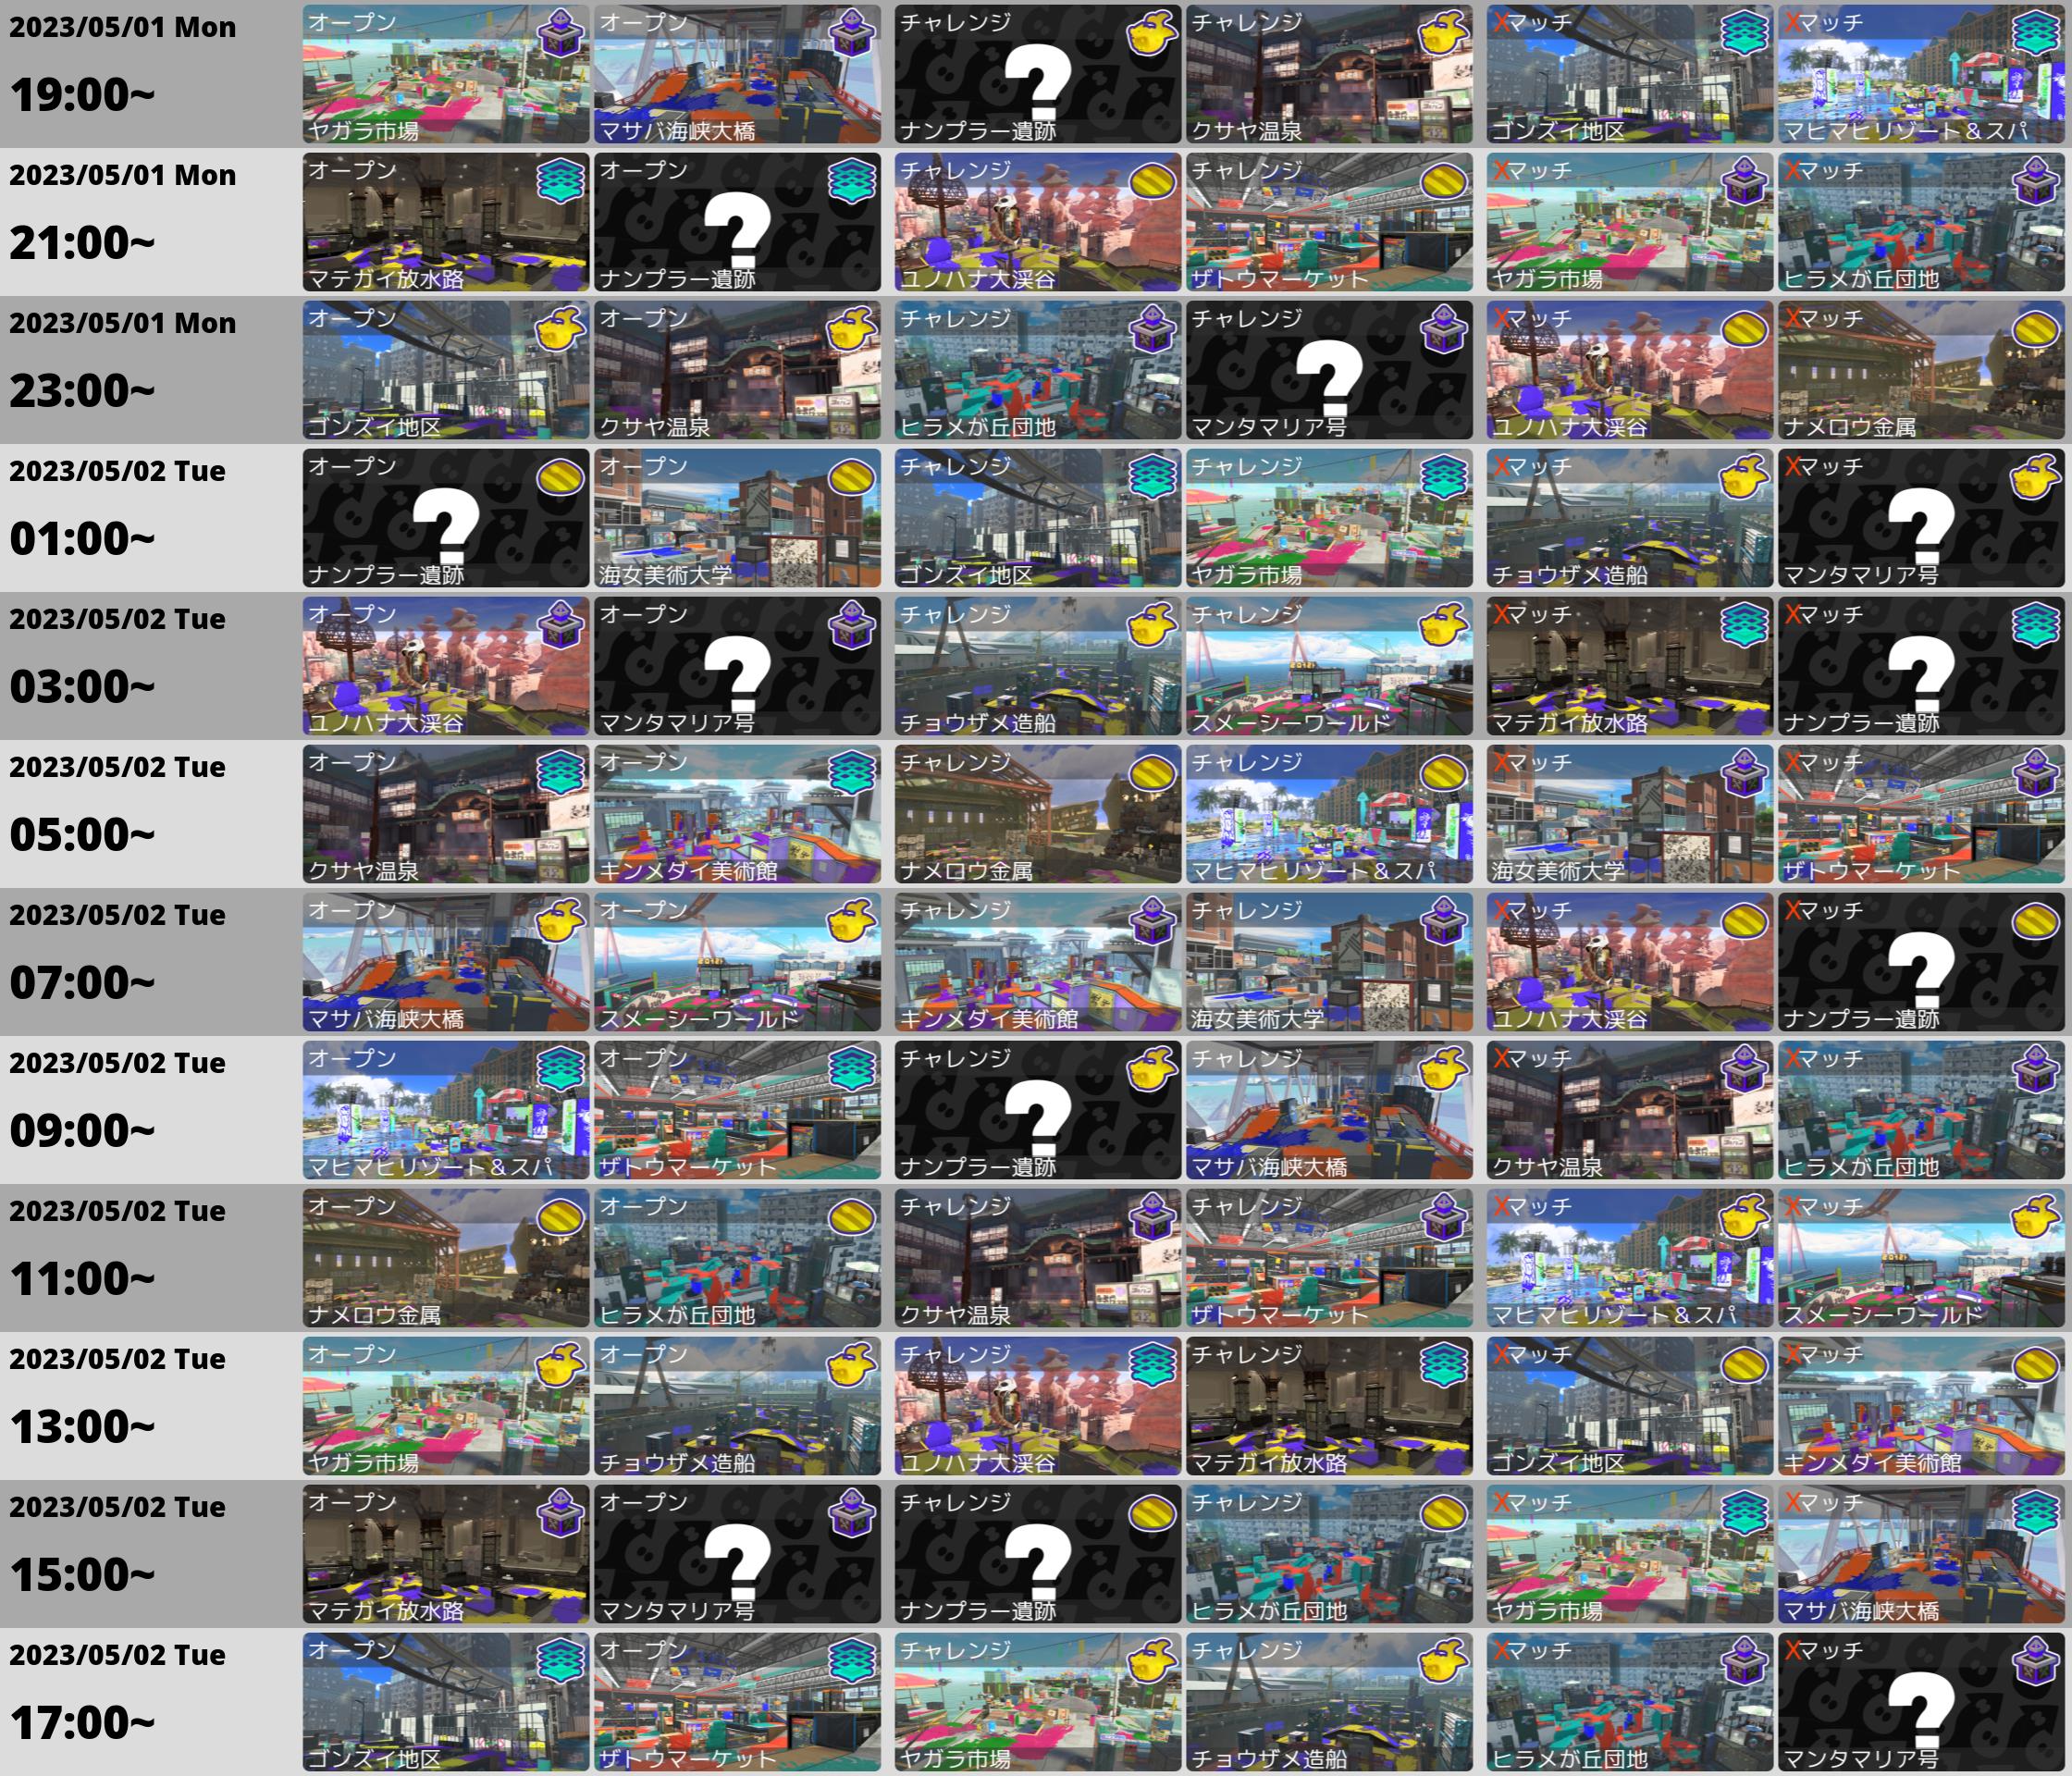 2023/05/01 Mon
19:00~
オープン オープン チャレンジ チャレンジ Xマッチ Xマッチ
ヤガラ市場 マサバ海峡大橋 ナンプラー遺跡 クサヤ温泉 ゴンズイ地区 マヒマヒリゾート&スパ
2023/05/01 Mon
21:00~
オープン オープン チャレンジ チャレンジ Xマッチ Xマッチ
マテガイ放水路 ナンプラー遺跡 ユノハナ大渓谷 ザトウマーケット ヤガラ市場 ヒラメが丘団地
2023/05/01 Mon
23:00~
オープン オープン チャレンジ チャレンジ Xマッチ Xマッチ
ゴンズイ地区 クサヤ温泉 ヒラメが丘団地 マンタマリア号 ユノハナ大渓谷 ナメロウ金属
2023/05/02 Tue
01:00~
オープン オープン チャレンジ チャレンジ Xマッチ Xマッチ
ナンプラー遺跡 海女美術大学 ゴンズイ地区 ヤガラ市場 チョウザメ造船 マンタマリア号
2023/05/02 Tue
03:00~
オープン オープン チャレンジ チャレンジ Xマッチ Xマッチ
ユノハナ大渓谷 マンタマリア号 チョウザメ造船 スメーシーワールド マテガイ放水路 ナンプラー遺跡
2023/05/02 Tue
05:00~
オープン オープン チャレンジ チャレンジ Xマッチ Xマッチ
クサヤ温泉 キンメダイ美術館 ナメロウ金属 マヒマヒリゾート&スパ 海女美術大学 ザトウマーケット
2023/05/02 Tue
07:00~
オープン オープン チャレンジ チャレンジ Xマッチ Xマッチ
マサバ海峡大橋 スメーシーワールド キンメダイ美術館 海女美術大学 ユノハナ大渓谷 ナンプラー遺跡
2023/05/02 Tue
09:00~
オープン オープン チャレンジ チャレンジ Xマッチ Xマッチ
マヒマヒリゾート&スパ ザトウマーケット ナンプラー遺跡 マサバ海峡大橋 クサヤ温泉 ヒラメが丘団地
2023/05/02 Tue
11:00~
オープン オープン チャレンジ チャレンジ Xマッチ Xマッチ
ナメロウ金属 ヒラメが丘団地 クサヤ温泉 ザトウマーケット マヒマヒリゾート&スパ スメーシーワールド
2023/05/02 Tue
13:00~
オープン オープン チャレンジ チャレンジ Xマッチ Xマッチ
ヤガラ市場 チョウザメ造船 ユノハナ大渓谷 マテガイ放水路 ゴンズイ地区 キンメダイ美術館
2023/05/02 Tue
15:00~
オープン オープン チャレンジ チャレンジ Xマッチ Xマッチ
マテガイ放水路 マンタマリア号 ナンプラー遺跡 ヒラメが丘団地 ヤガラ市場 マサバ海峡大橋
2023/05/02 Tue
17:00~
オープン オープン チャレンジ チャレンジ Xマッチ Xマッチ
ゴンズイ地区 ザトウマーケット ヤガラ市場 チョウザメ造船 ヒラメが丘団地 マンタマリア号